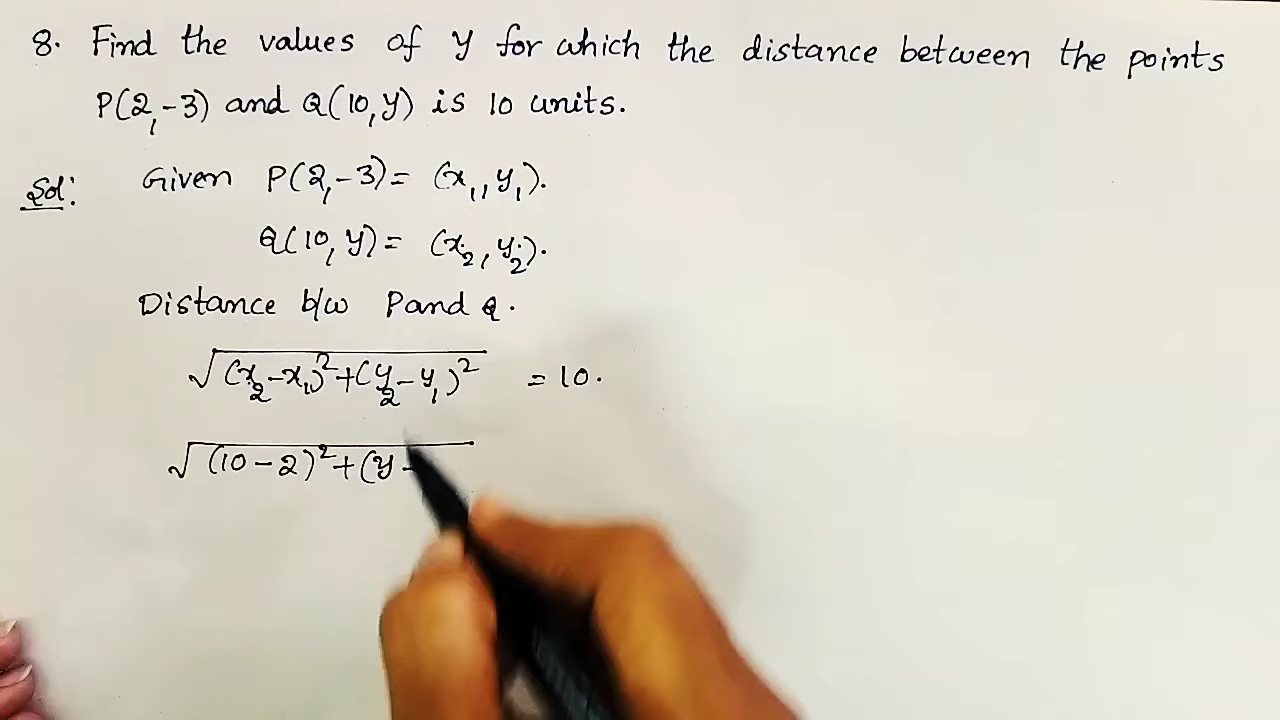 8. Find the values of y for which the distance between the points
P(2,-3) and Q(10,y) is 10 units.
Sol: Given P(2,-3) = (x₁, y₁).
Q(10, y) = (x₂, y₂).
Distance b/w P and Q.
√(x₂-x₁)²+(y₂-y₁)² = 10.
√(10-2)²+(y-